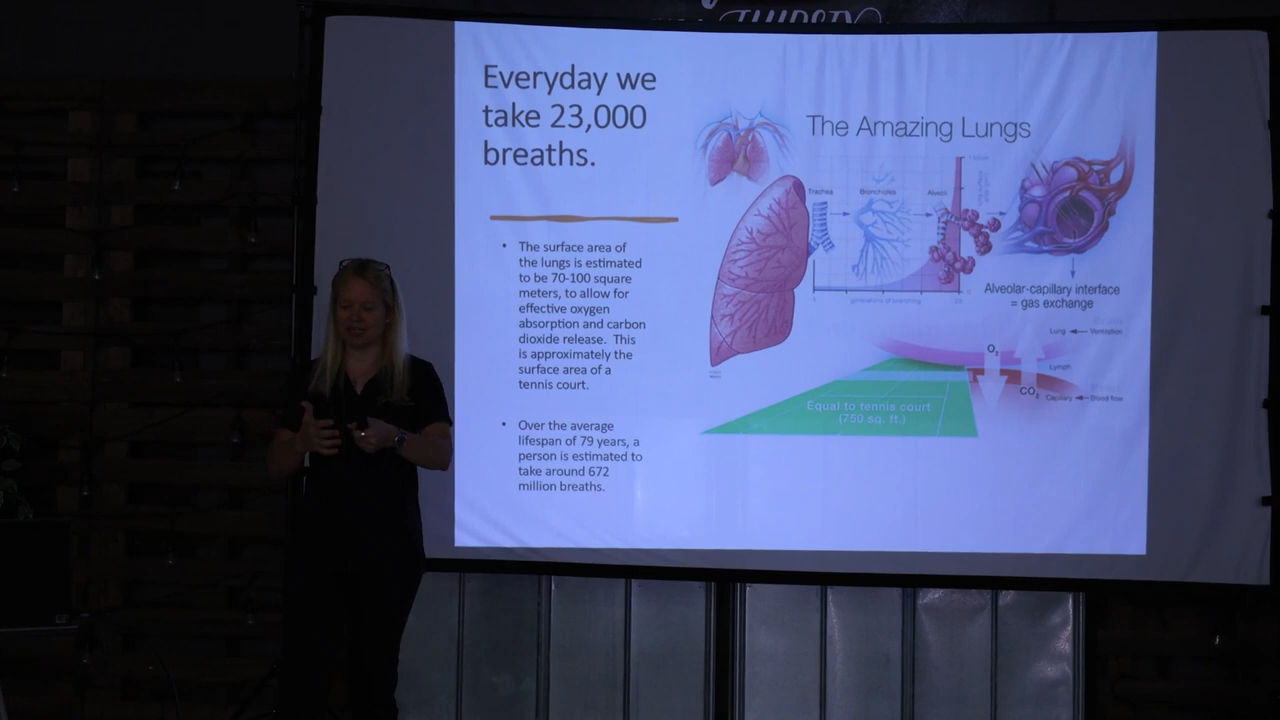 THIRSTY
Everyday we
take 23,000
breaths.
• The surface area of
the lungs is estimated
to be 70-100 square
meters, to allow for
effective oxygen
absorption and carbon
dioxide release. This
is approximately the
surface area of a
tennis court.
• Over the average
lifespan of 79 years, a
person is estimated to
take around 672
million breaths.
The Amazing Lungs
Trachea
Bronchioles
Alveoli
Alveolar-capillary interface
= gas exchange
Lung
Ventilation
O₂
Lymph
CO₂
Capillary
Blood flow
Equal to tennis court
(750 sq. ft.)